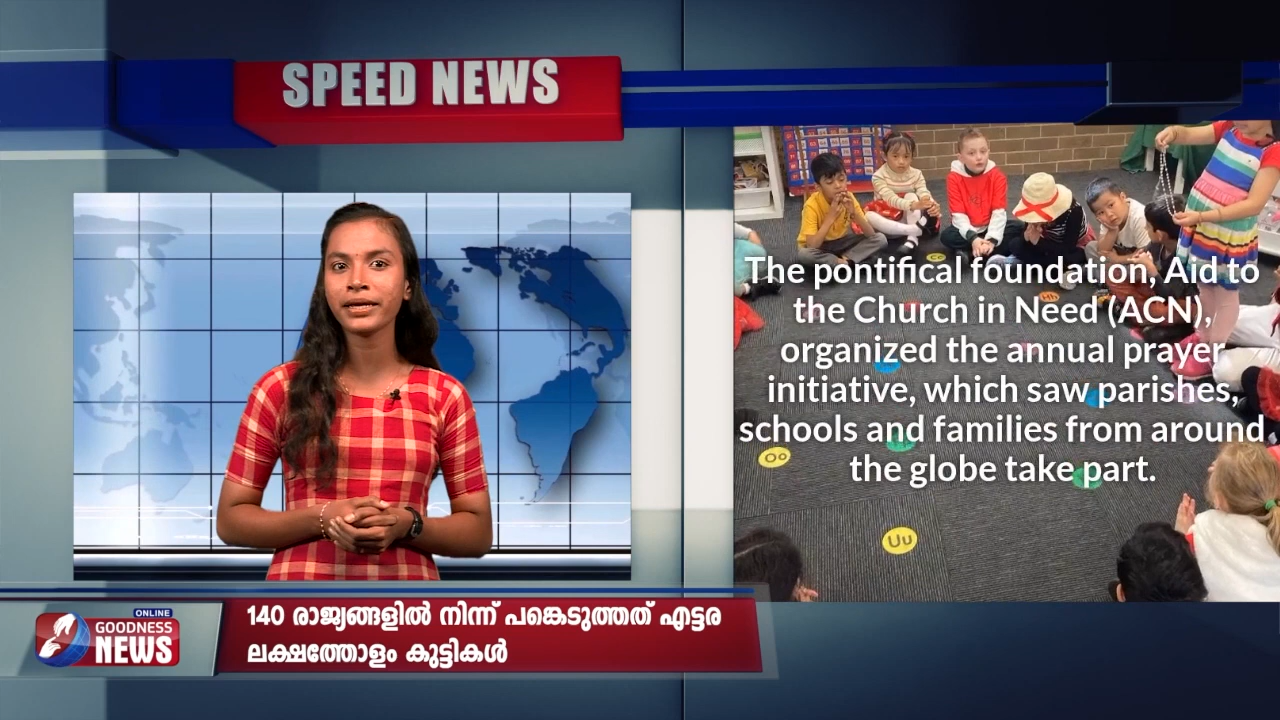 SPEED NEWS
The pontifical foundation, Aid to
the Church in Need (ACN),
organized the annual prayer
initiative, which saw parishes,
schools and families from around
the globe take part.
Oo
Uu
ONLINE
GOODNESS
NEWS
140 രാജ്യങ്ങളിൽ നിന്ന് പങ്കെടുത്തത് എട്ടര
ലക്ഷത്തോളം കുട്ടികൾ